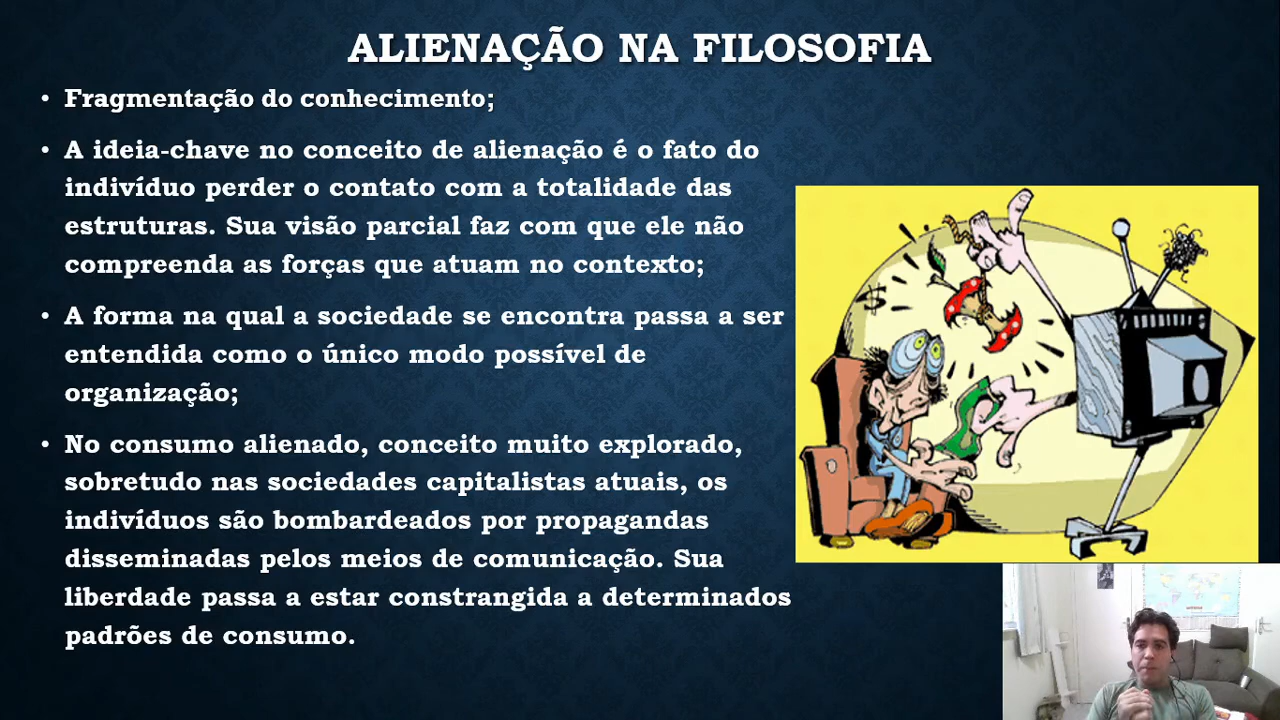 ALIENAÇÃO NA FILOSOFIA
• Fragmentação do conhecimento;
• A ideia-chave no conceito de alienação é o fato do
indivíduo perder o contato com a totalidade das
estruturas. Sua visão parcial faz com que ele não
compreenda as forças que atuam no contexto;
• A forma na qual a sociedade se encontra passa a ser
entendida como o único modo possível de
organização;
• No consumo alienado, conceito muito explorado,
sobretudo nas sociedades capitalistas atuais, os
indivíduos são bombardeados por propagandas
disseminadas pelos meios de comunicação. Sua
liberdade passa a estar constrangida a determinados
padrões de consumo.